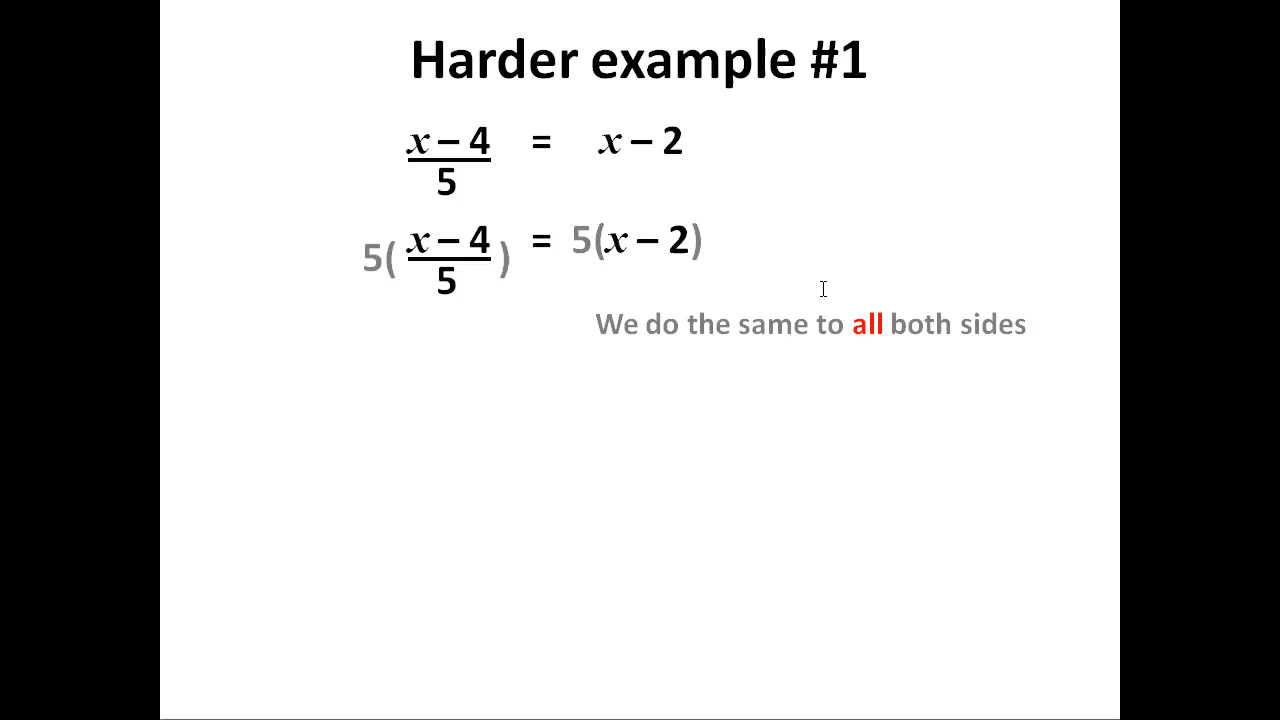 Harder example #1
x – 4 = x – 2
5
5( x – 4 ) = 5(x – 2)
5
We do the same to all both sides